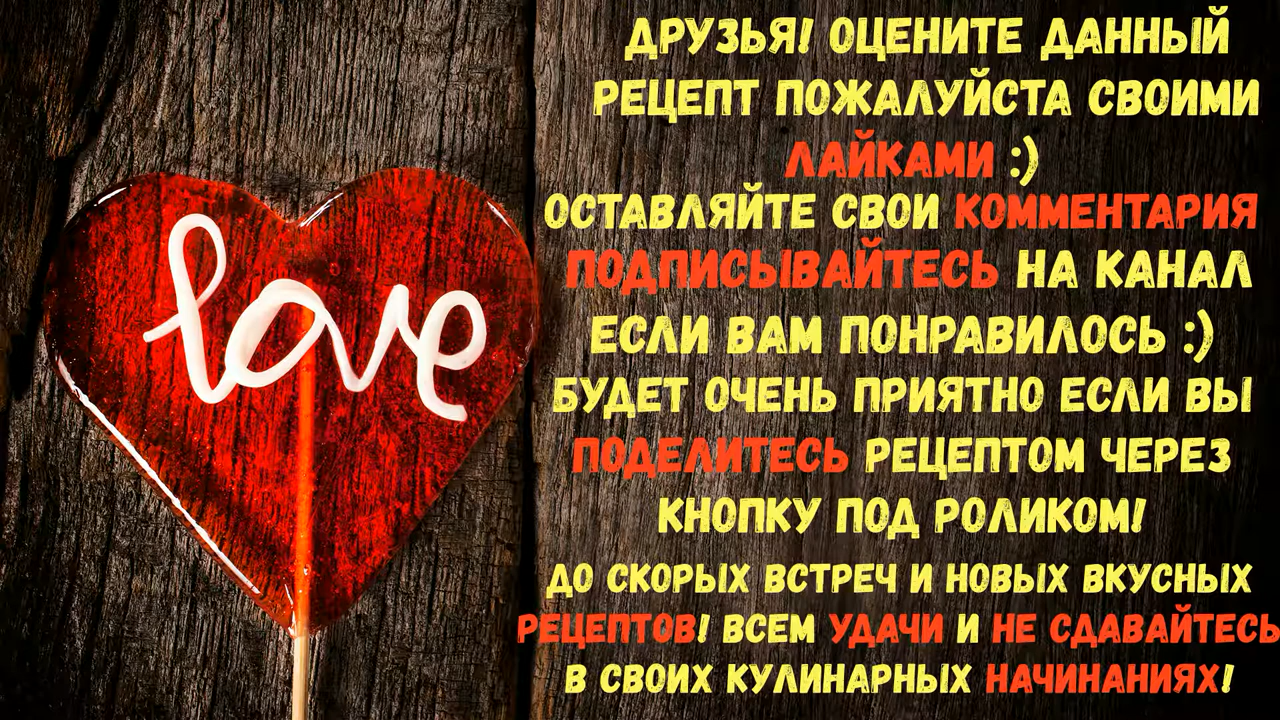 love
ДРУЗЬЯ! ОЦЕНИТЕ ДАННЫЙ
РЕЦЕПТ ПОЖАЛУЙСТА СВОИМИ
ЛАЙКАМИ :)
ОСТАВЛЯЙТЕ СВОИ КОММЕНТАРИЯ
ПОДПИСЫВАЙТЕСЬ НА КАНАЛ
ЕСЛИ ВАМ ПОНРАВИЛОСЬ :)
БУДЕТ ОЧЕНЬ ПРИЯТНО ЕСЛИ ВЫ
ПОДЕЛИТЕСЬ РЕЦЕПТОМ ЧЕРЕЗ
КНОПКУ ПОД РОЛИКОМ!
ДО СКОРЫХ ВСТРЕЧ И НОВЫХ ВКУСНЫХ
РЕЦЕПТОВ! ВСЕМ УДАЧИ И НЕ СДАВАЙТЕСЬ
В СВОИХ КУЛИНАРНЫХ НАЧИНАНИЯХ!